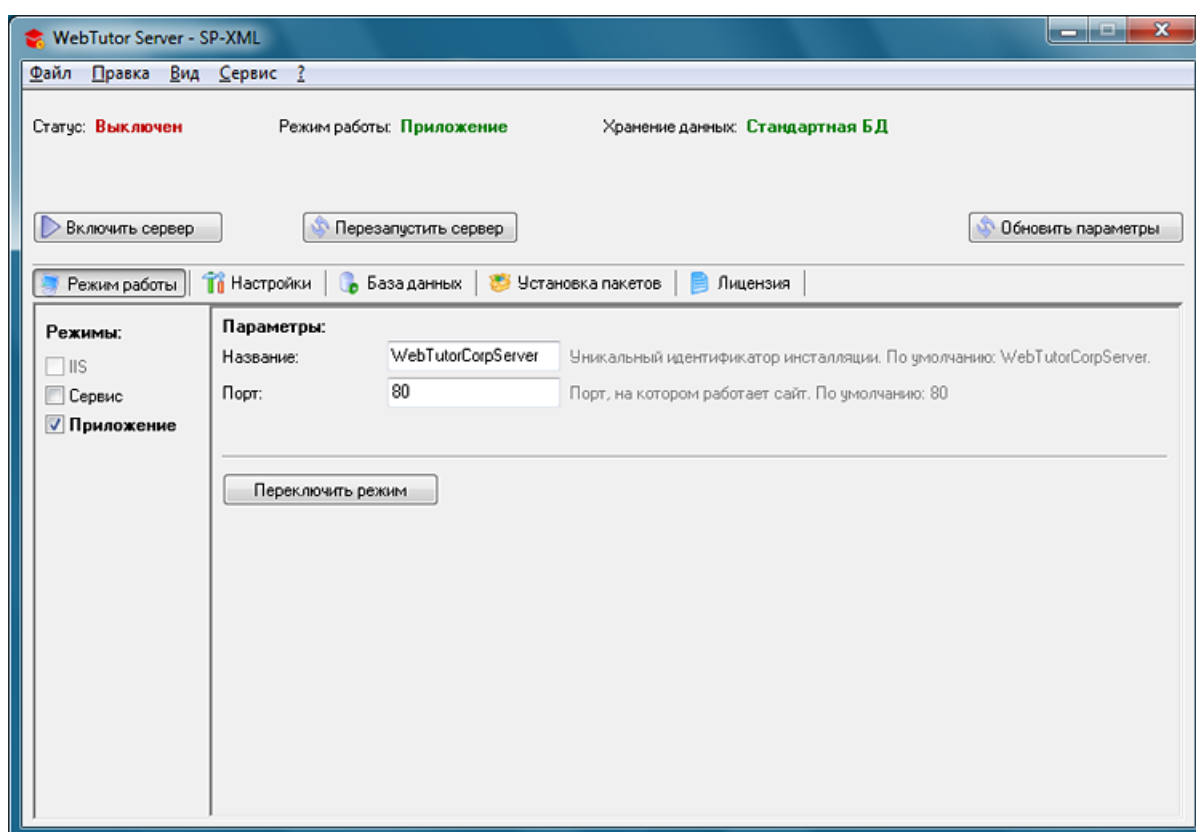 WebTutor Server - SP-XML
Файл Правка Вид Сервис ?
Статус: Выключен Режим работы: Приложение Хранение данных: Стандартная БД
Включить сервер Перезапустить сервер Обновить параметры
Режим работы Настройки База данных Установка пакетов Лицензия
Режимы:
IIS
Сервис
Приложение
Параметры:
Название: WebTutorCorpServer Уникальный идентификатор инсталляции. По умолчанию: WebTutorCorpServer.
Порт: 80 Порт, на котором работает сайт. По умолчанию: 80
Переключить режим